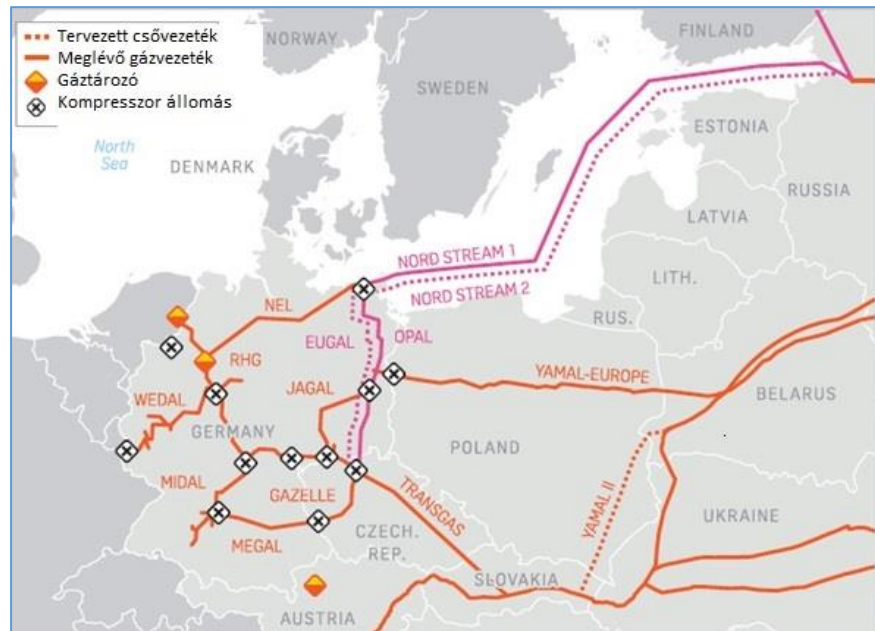 Tervezett csővezeték
Meglévő gázvezeték
Gáztározó
Kompresszor állomás
NORWAY
FINLAND
SWEDEN
North
Sea
ESTONIA
DENMARK
RUSSIA
LATVIA
NORD STREAM 1
LITH.
NORD STREAM 2
NEL
RUS.
EUGAL
OPAL
RHG
YAMAL-EUROPE
JAGAL
WEDAL
BELARUS
GERMANY
POLAND
MIDAL
GAZELLE
TRANSGAS
YAMAL II
UKRAINE
CZECH.
REP.
MEGAL
SLOVAKIA
AUSTRIA